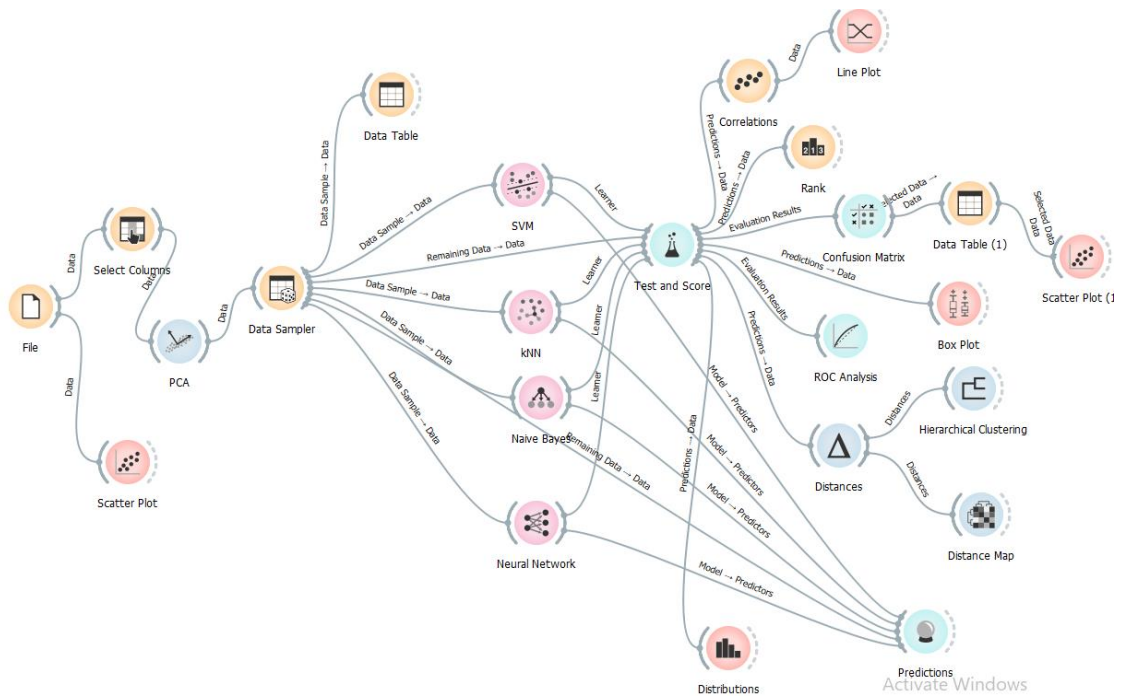 Data
Line Plot
Correlations
Predictions → Data
Data Table
Predictions → Data
Rank
Data Sample → Data
Learner
SVM
Data Sample → Data
Evaluation Results
elected Data →
Data
Confusion Matrix
Data Table (1)
Selected Data
Data
Scatter Plot (1
Data
Select Columns
Data
Remaining Data → Data
Test and Score
Predictions → Data
Box Plot
File
Data
Data Sampler
Data Sample → Data
Learner
Evaluation Results
Data
PCA
kNN
Data Sample → Data
Learner
Predictions → Data
ROC Analysis
Learner
Data Sample → Data
Naive Bayes
Distances
Hierarchical Clustering
Model → Predictors
Remaining Data → Data
Model → Predictors
Predictions → Data
Distances
Distances
Scatter Plot
Model → Predictors
Distance Map
Neural Network
Model → Predictors
Predictions
Distributions
Activate Windows
1 2 3